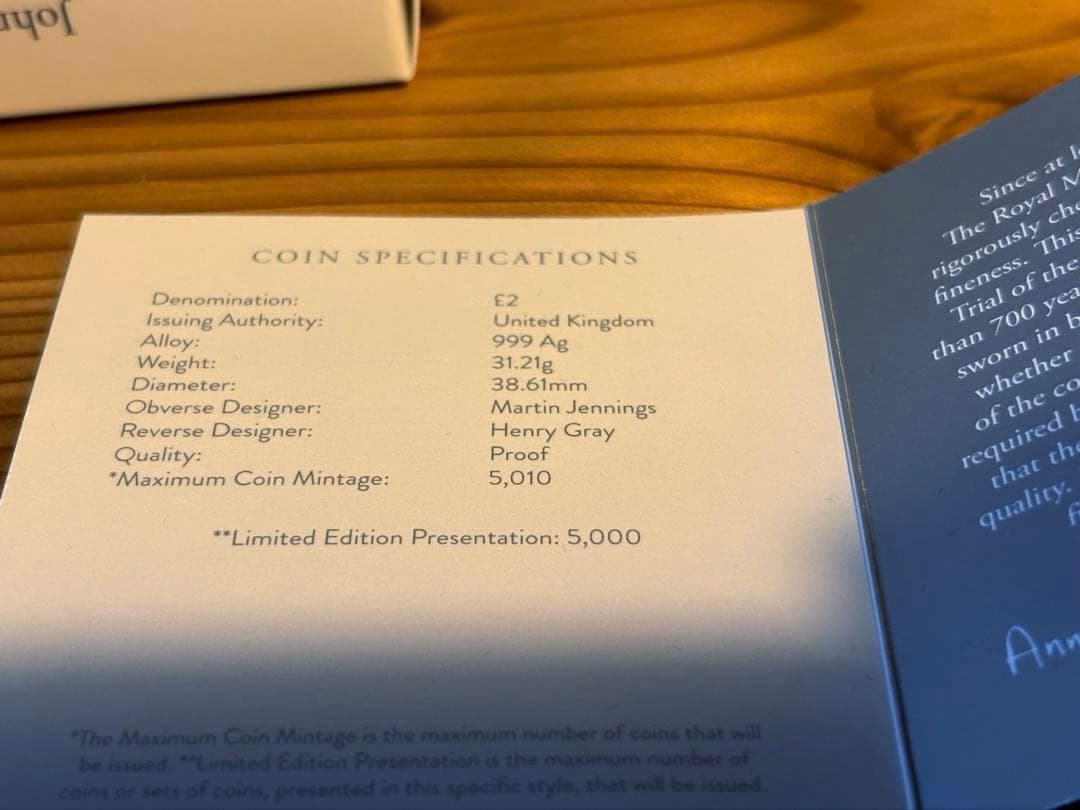 John
COIN SPECIFICATIONS
Denomination: £2
Issuing Authority: United Kingdom
Alloy: 999 Ag
Weight: 31.21g
Diameter: 38.61mm
Obverse Designer: Martin Jennings
Reverse Designer: Henry Gray
Quality: Proof
*Maximum Coin Mintage: 5,010
**Limited Edition Presentation: 5,000
*The Maximum Coin Mintage is the maximum number of coins that will
be issued. **Limited Edition Presentation is the maximum number of
coins or sets of coins, presented in this specific style, that will be issued.
Since at
The Royal
rigorously
fineness. This
Trial of the
than 700
sworn in
whether
of the
required
that the
quality.